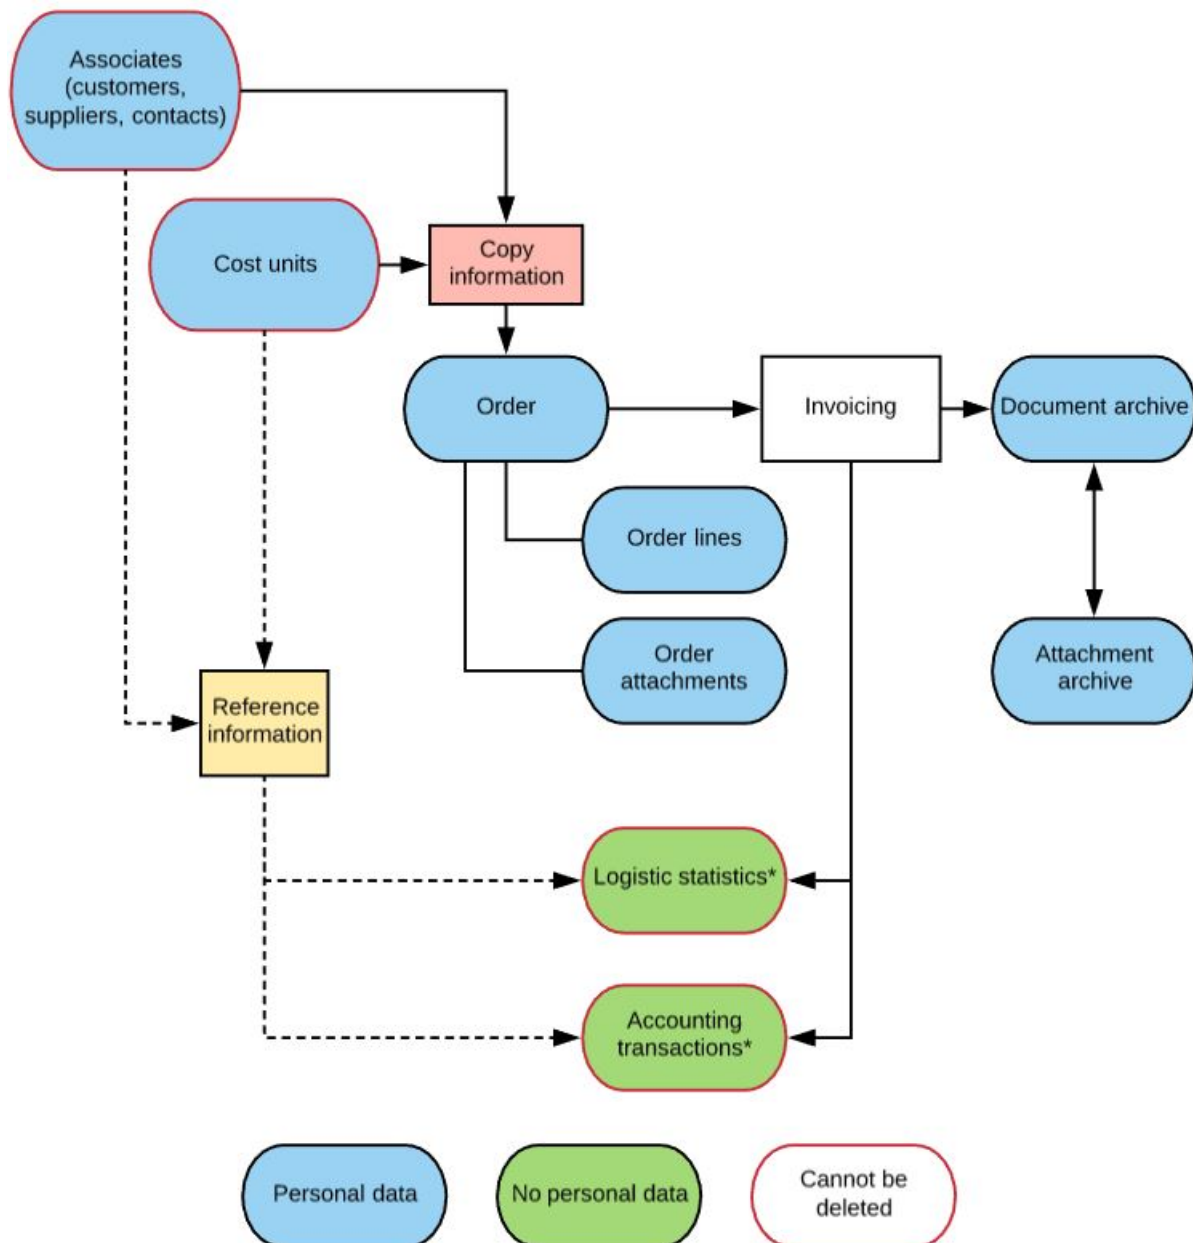 Associates
(customers,
suppliers, contacts)
Cost units
Copy
information
Order
Invoicing
Document archive
Order lines
Order
attachments
Attachment
archive
Reference
information
Logistic statistics*
Accounting
transactions*
Personal data
No personal data
Cannot be
deleted